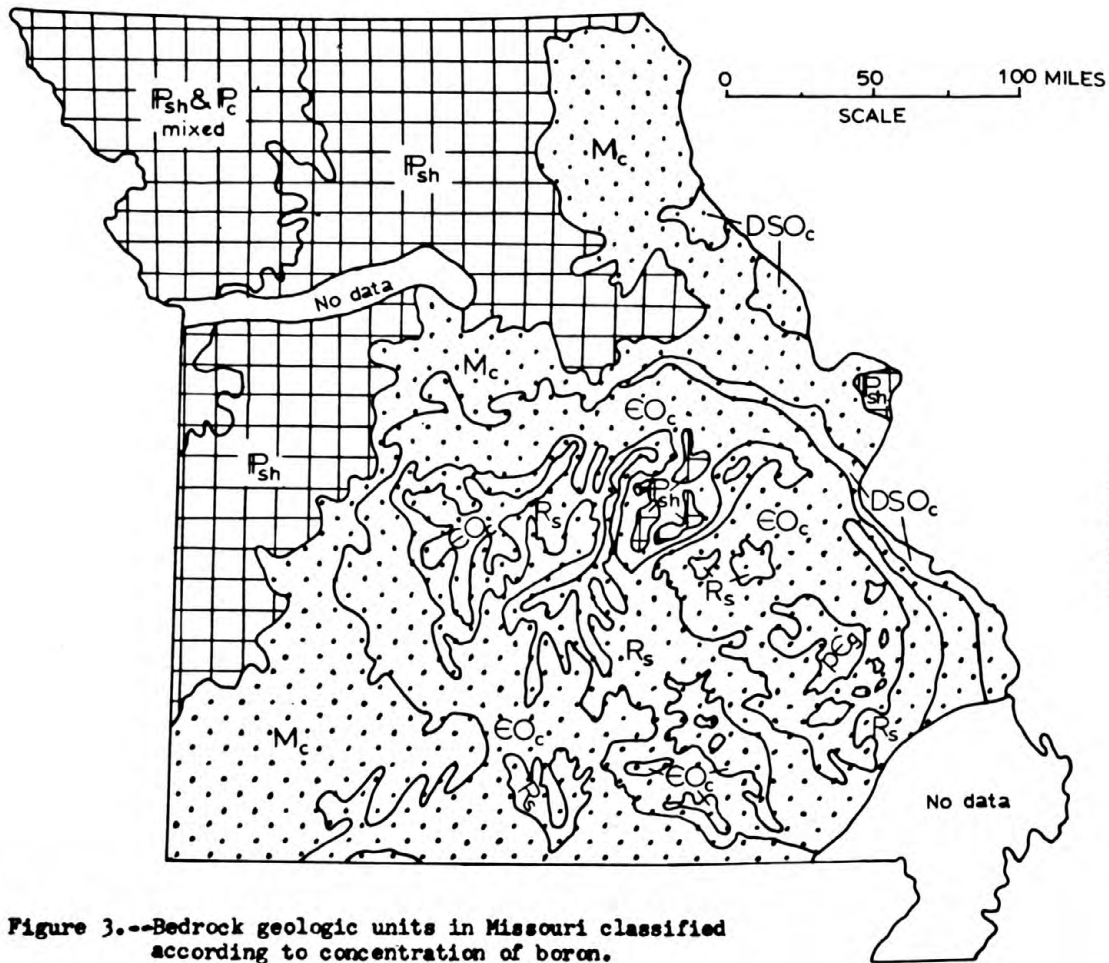 0 50 100 MILES
SCALE
ℙsh & ℙc
mixed
ℙsh
Mc
DSOc
No data
Mc
ℙsh
ЄOc
ℙsh
ℙsh
DSOc
ЄOc
Rs
ЄOc
Rs
pЄg
Rs
Rs
Mc
ЄOc
ЄOc
Rs
No data
Figure 3.--Bedrock geologic units in Missouri classified
according to concentration of boron.